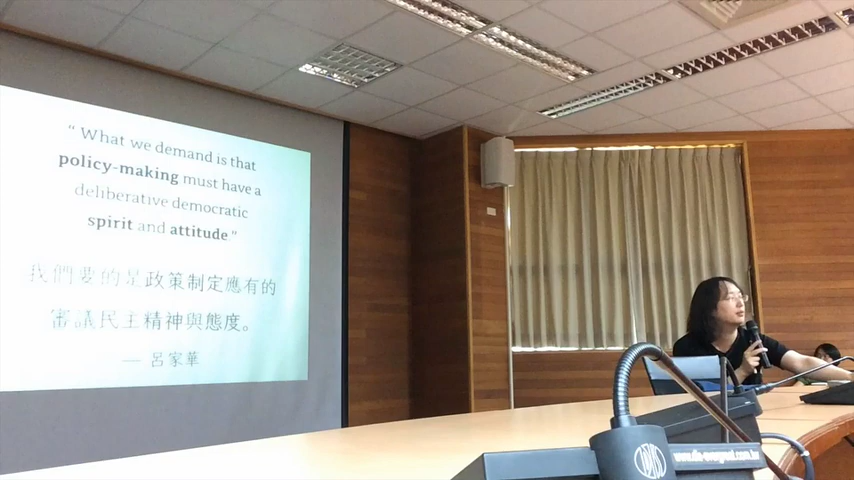 “ What we demand is that
policy-making must have a
deliberative democratic
spirit and attitude.”
我們要的是政策制定應有的
審議民主精神與態度。
— 呂家華